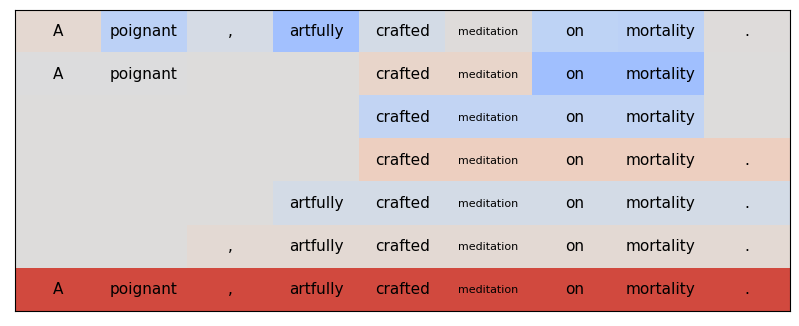 A poignant , artfully crafted meditation on mortality .
A poignant crafted meditation on mortality
crafted meditation on mortality
crafted meditation on mortality .
artfully crafted meditation on mortality .
, artfully crafted meditation on mortality .
A poignant , artfully crafted meditation on mortality .